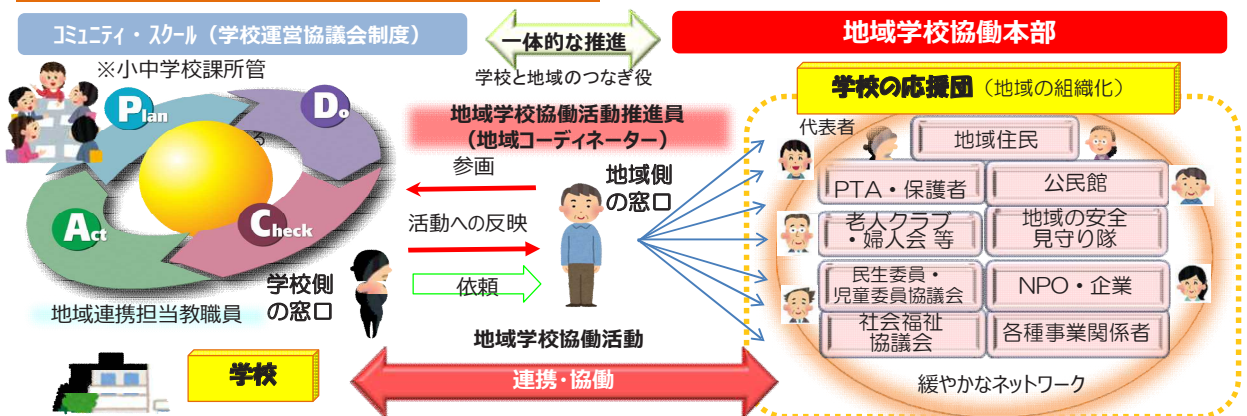 コミュニティ・スクール（学校運営協議会制度）
※小中学校課所管
Plan
Do
Check
Act
る
地域連携担当教職員
学校側
の窓口
学校
一体的な推進
学校と地域のつなぎ役
地域学校協働活動推進員
（地域コーディネーター）
参画
活動への反映
依頼
地域側
の窓口
地域学校協働活動
連携・協働
地域学校協働本部
学校の応援団（地域の組織化）
代表者
地域住民
PTA・保護者
公民館
老人クラブ
・婦人会 等
地域の安全
見守り隊
民生委員・
児童委員協議会
NPO・企業
社会福祉
協議会
各種事業関係者
緩やかなネットワーク